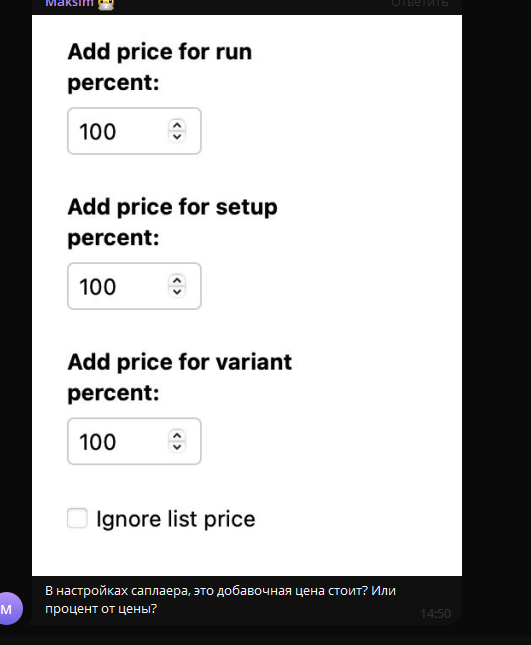 Maksim
Ответить
Add price for run
percent:
100
Add price for setup
percent:
100
Add price for variant
percent:
100
Ignore list price
В настройках саплаера, это добавочная цена стоит? Или
процент от цены?
M
14:50